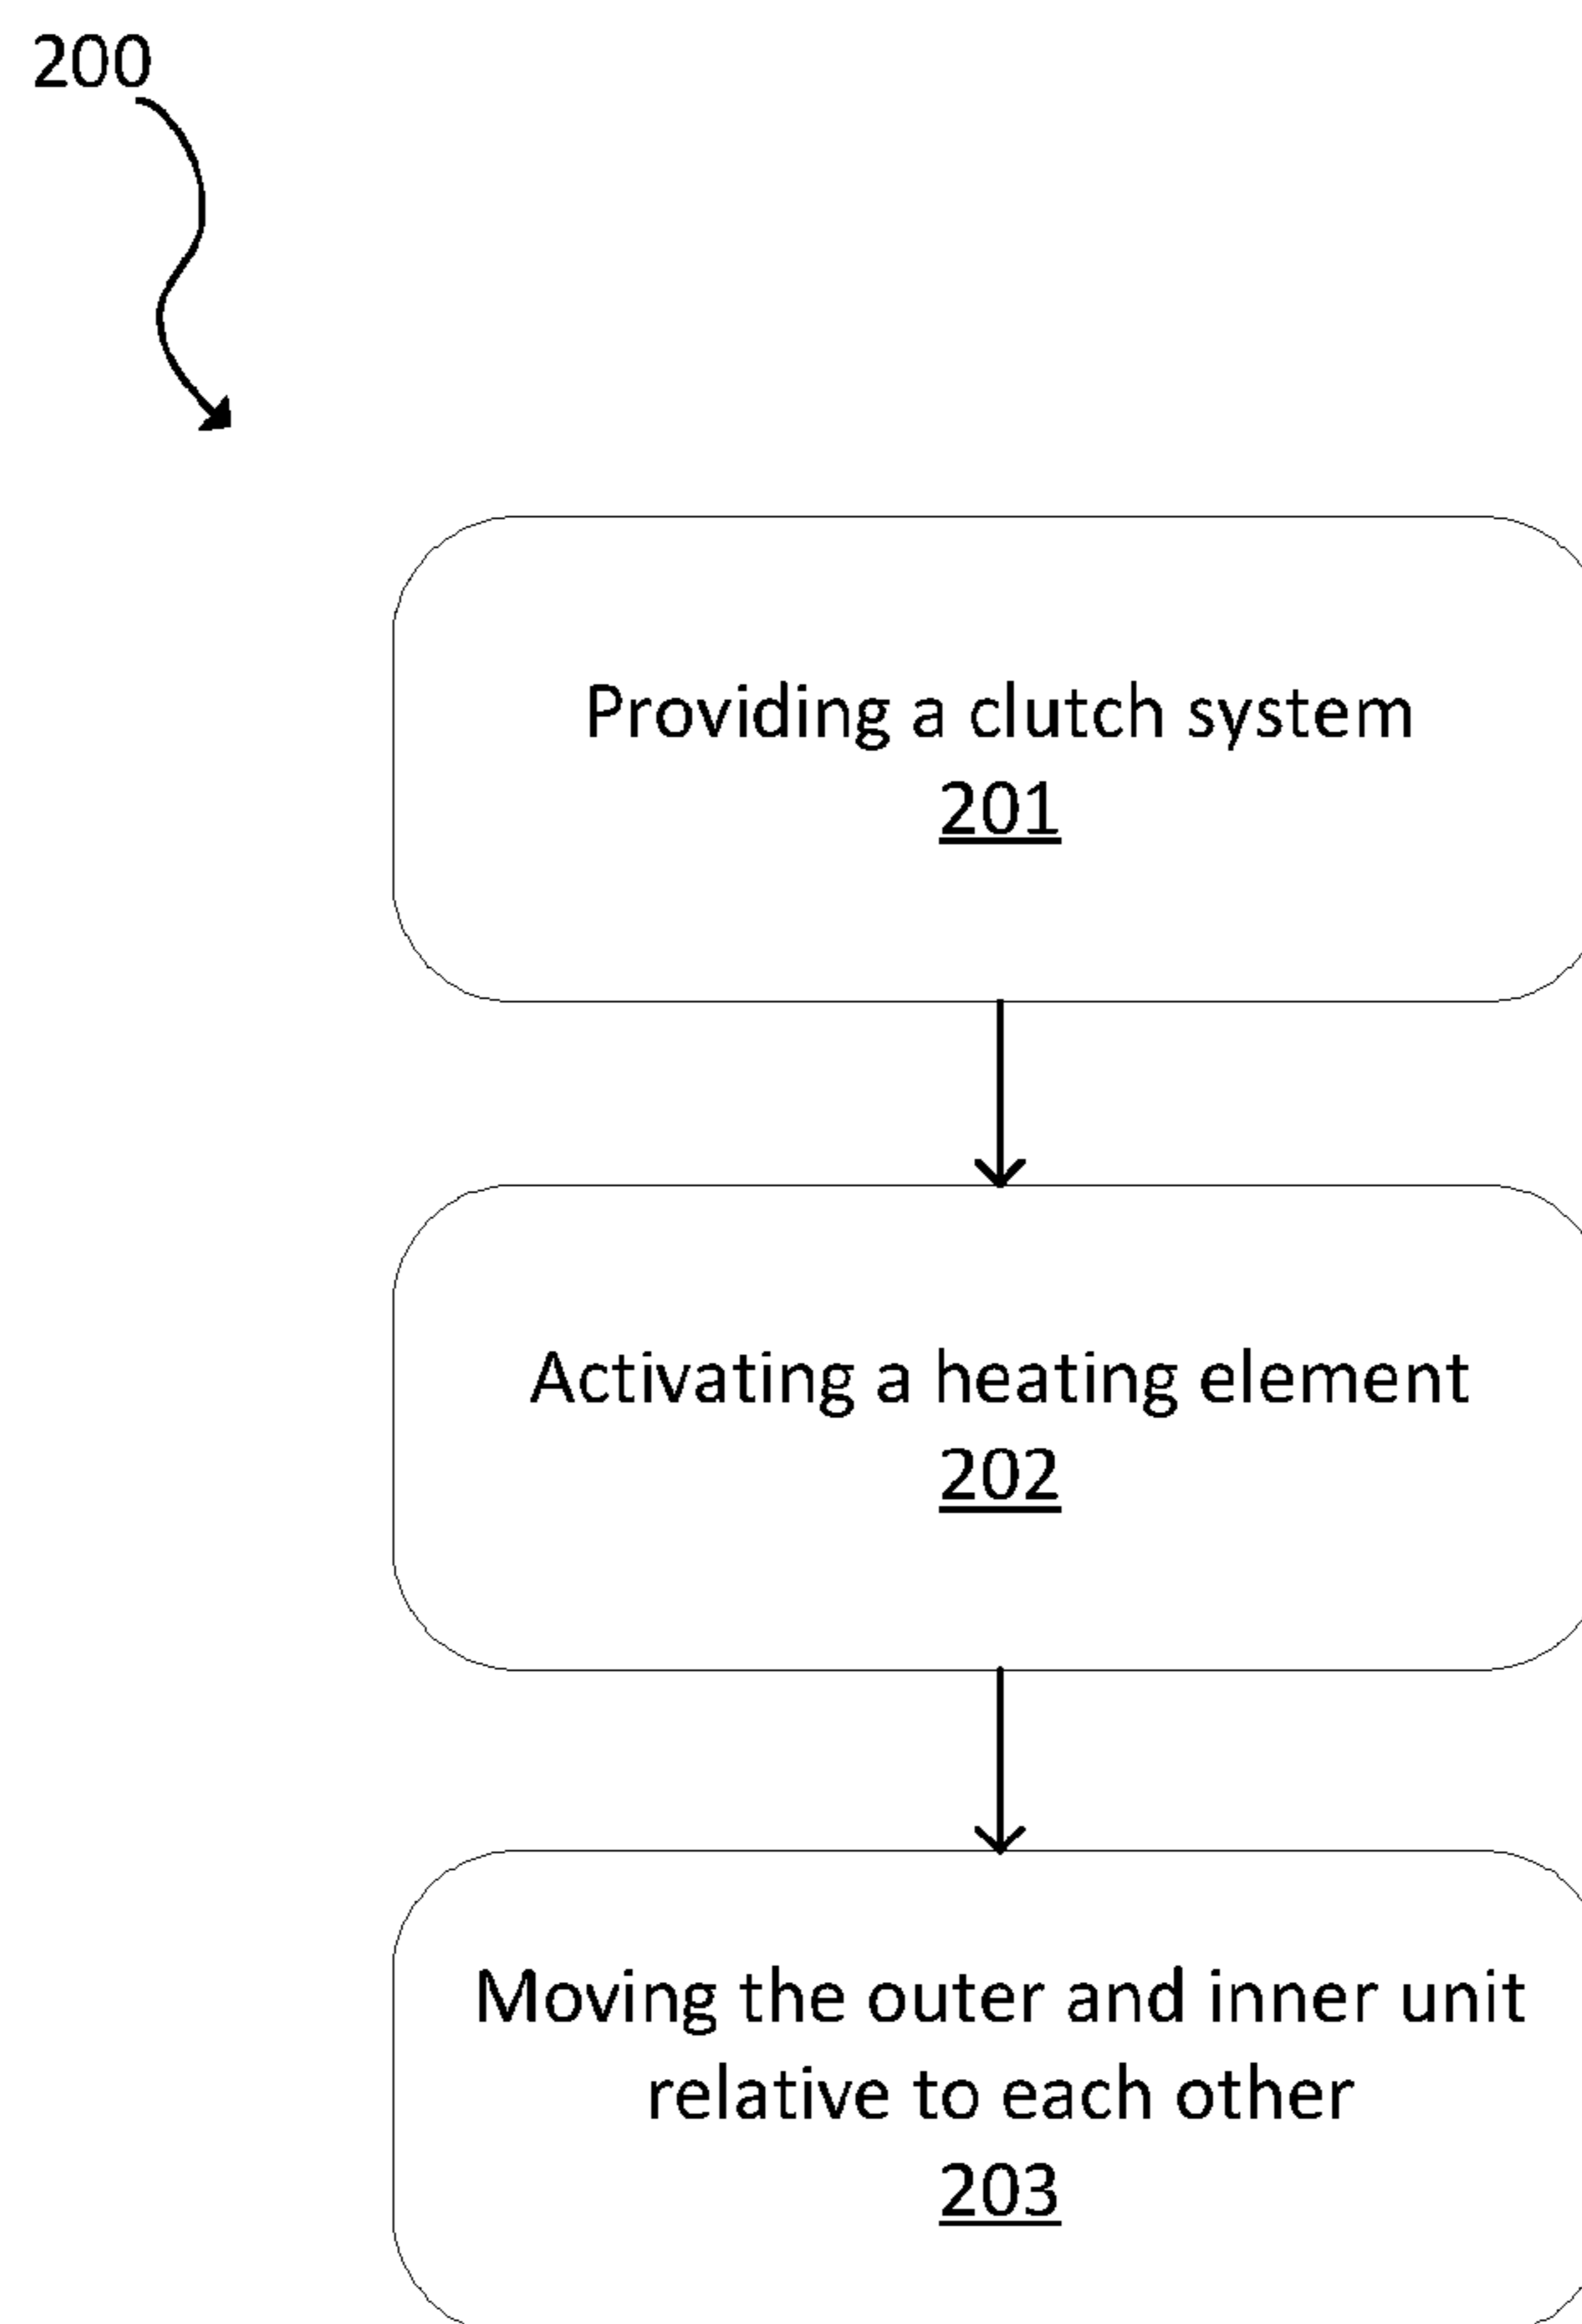 200
Providing a clutch system
201
Activating a heating element
202
Moving the outer and inner unit
relative to each other
203